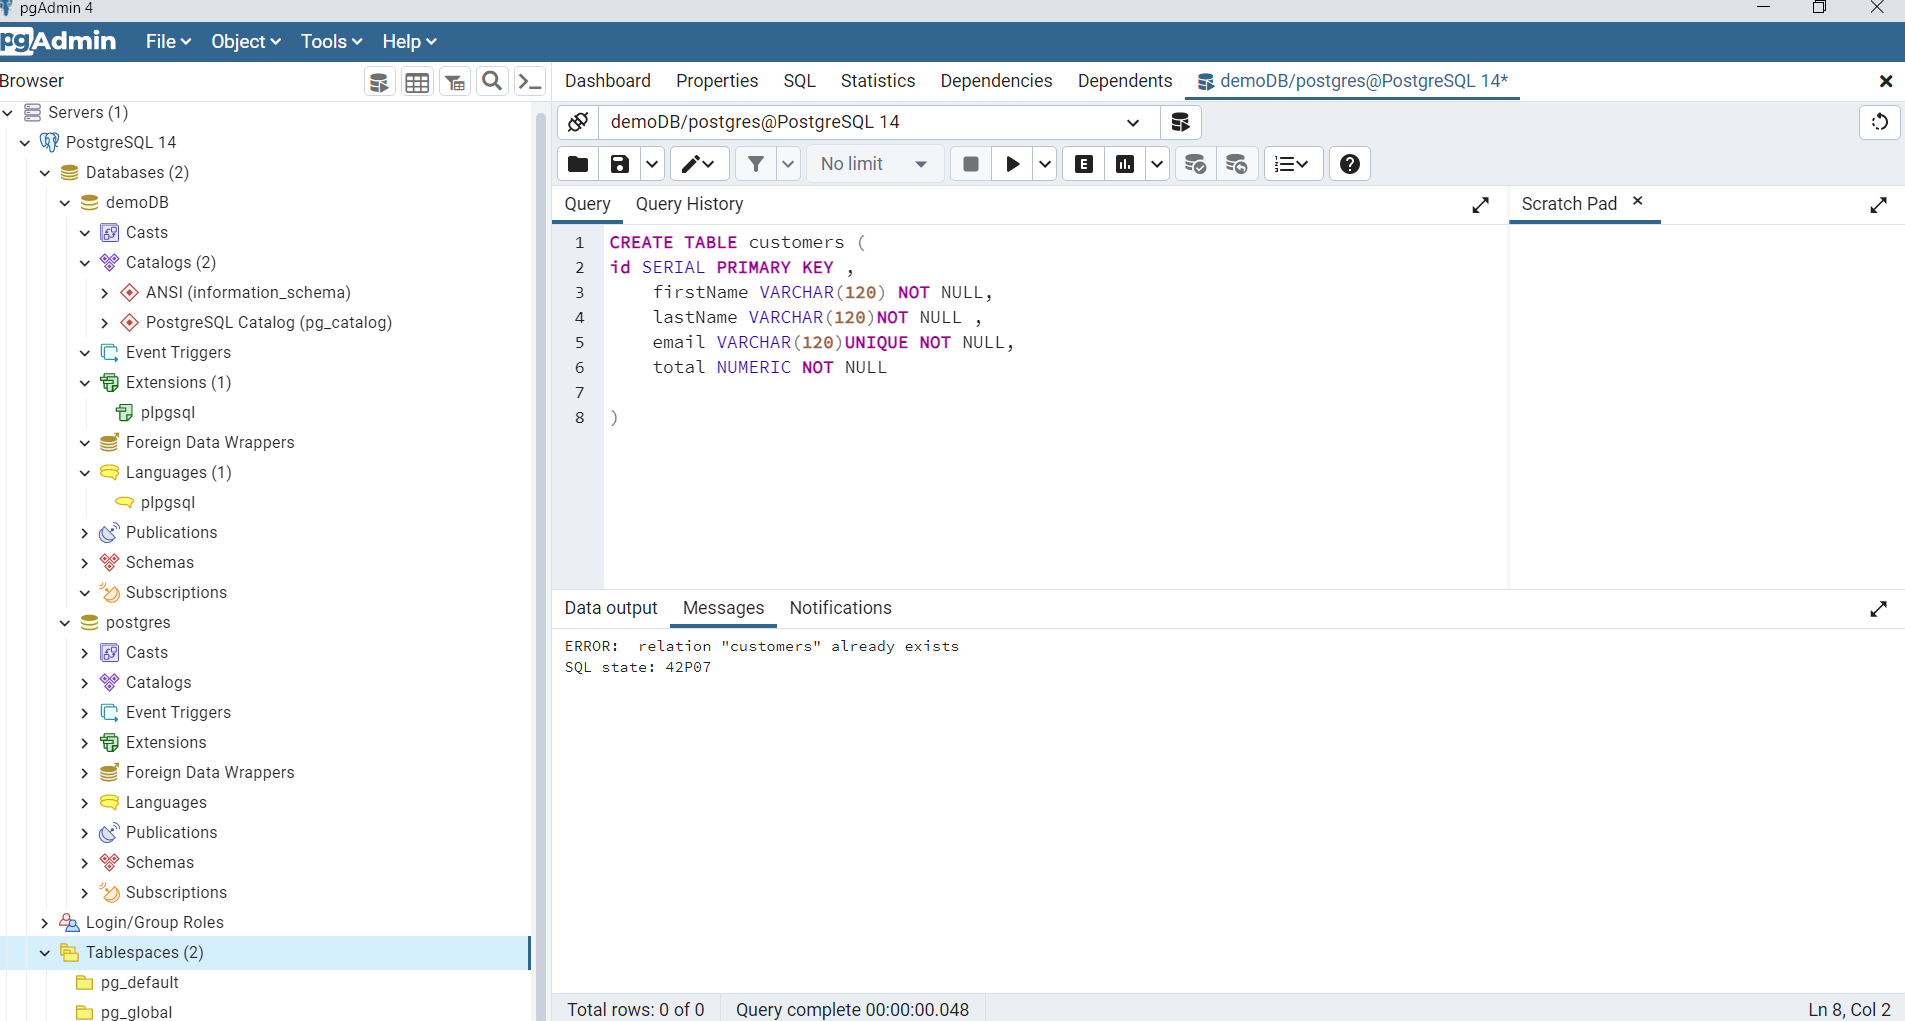 pgAdmin 4
pgAdmin File Object Tools Help
Browser
Servers (1)
PostgreSQL 14
Databases (2)
demoDB
Casts
Catalogs (2)
ANSI (information_schema)
PostgreSQL Catalog (pg_catalog)
Event Triggers
Extensions (1)
plpgsql
Foreign Data Wrappers
Languages (1)
plpgsql
Publications
Schemas
Subscriptions
postgres
Casts
Catalogs
Event Triggers
Extensions
Foreign Data Wrappers
Languages
Publications
Schemas
Subscriptions
Login/Group Roles
Tablespaces (2)
pg_default
pg_global
Dashboard Properties SQL Statistics Dependencies Dependents demoDB/postgres@PostgreSQL 14*
demoDB/postgres@PostgreSQL 14
No limit E
Query Query History
Scratch Pad
1 CREATE TABLE customers (
2 id SERIAL PRIMARY KEY ,
3 firstName VARCHAR(120) NOT NULL,
4 lastName VARCHAR(120)NOT NULL ,
5 email VARCHAR(120)UNIQUE NOT NULL,
6 total NUMERIC NOT NULL
7
8 )
Data output Messages Notifications
ERROR: relation "customers" already exists
SQL state: 42P07
Total rows: 0 of 0 Query complete 00:00:00.048 Ln 8, Col 2